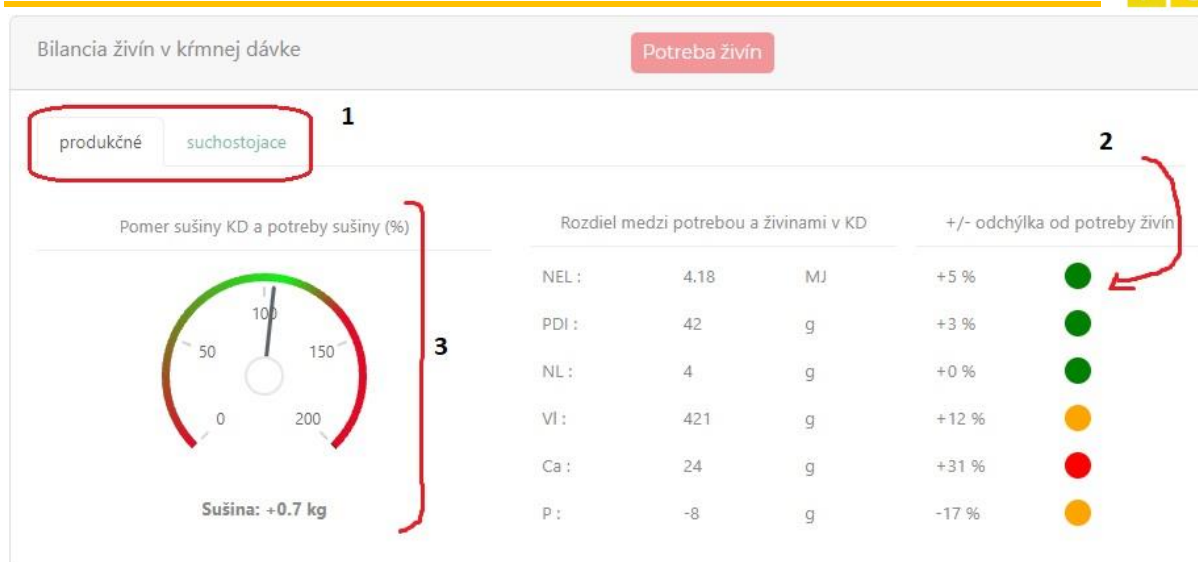 Bilancia živín v kŕmnej dávke
Potreba živín
1
produkčné suchostojace
2
Pomer sušiny KD a potreby sušiny (%)
0
50
100
150
200
Sušina: +0.7 kg
3
Rozdiel medzi potrebou a živinami v KD +/- odchýlka od potreby živín
NEL : 4.18 MJ +5 %
PDI : 42 g +3 %
NL : 4 g +0 %
Vl : 421 g +12 %
Ca : 24 g +31 %
P : -8 g -17 %